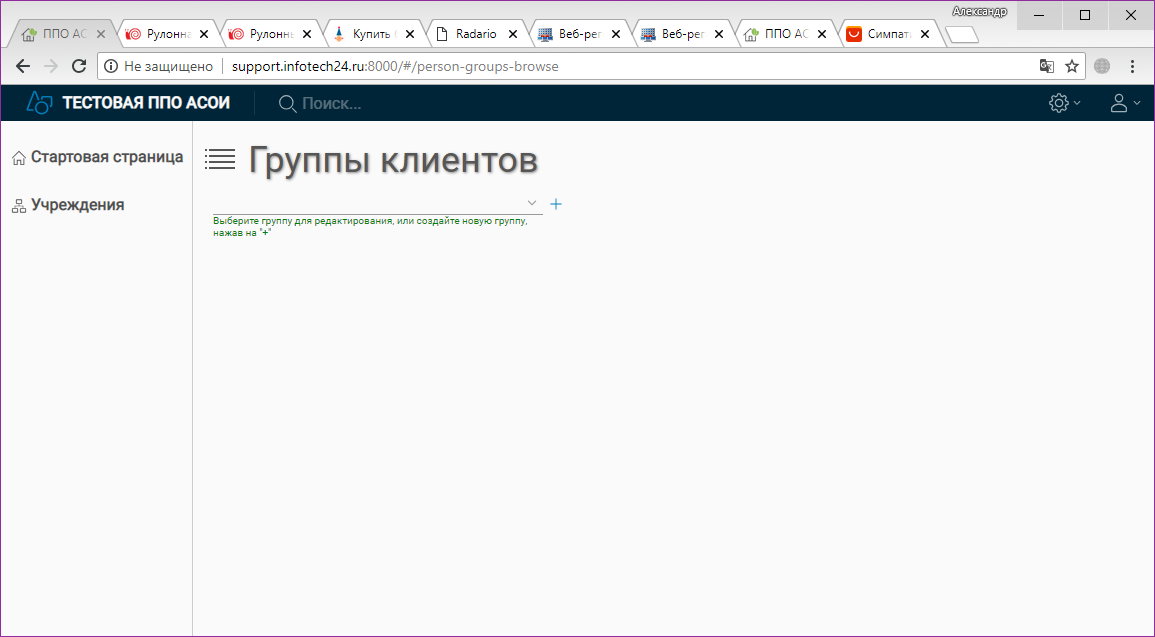 Александр
ППО АС
Рулонна
Рулонны
Купить
Radario
Веб-рег
Веб-рег
ППО АС
Симпат
Не защищено
support.infotech24.ru:8000/#/person-groups-browse
ТЕСТОВАЯ ППО АСОИ
Поиск...
Стартовая страница
Учреждения
Группы клиентов
Выберите группу для редактирования, или создайте новую группу,
нажав на "+"